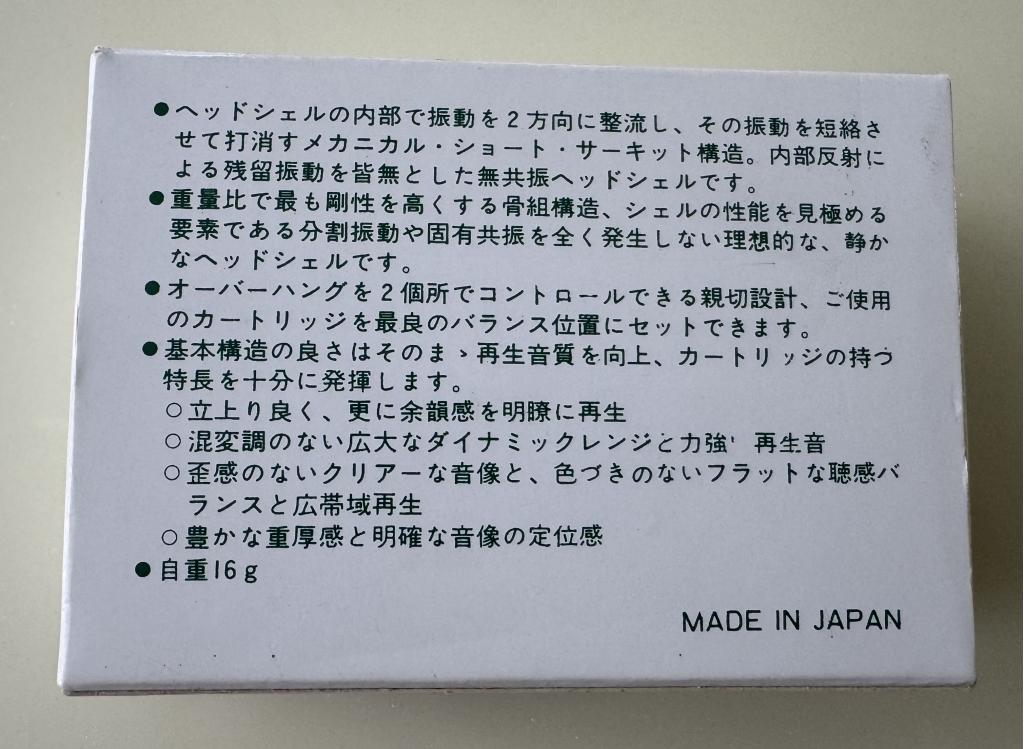 ●ヘッドシェルの内部で振動を2方向に整流し、その振動を短絡さ
せて打消すメカニカル・ショート・サーキット構造。内部反射に
よる残留振動を皆無とした無共振ヘッドシェルです。
●重量比で最も剛性を高くする骨組構造、シェルの性能を見極める
要素である分割振動や固有共振を全く発生しない理想的な、静か
なヘッドシェルです。
●オーバーハングを2個所でコントロールできる親切設計、ご使用
のカートリッジを最良のバランス位置にセットできます。
●基本構造の良さはそのまゝ再生音質を向上、カートリッジの持つ
特長を十分に発揮します。
○立上り良く、更に余韻感を明瞭に再生
○混変調のない広大なダイナミックレンジと力強い再生音
○歪感のないクリアーな音像と、色づきのないフラットな聴感バ
ランスと広帯域再生
○豊かな重厚感と明確な音像の定位感
●自重16g
MADE IN JAPAN